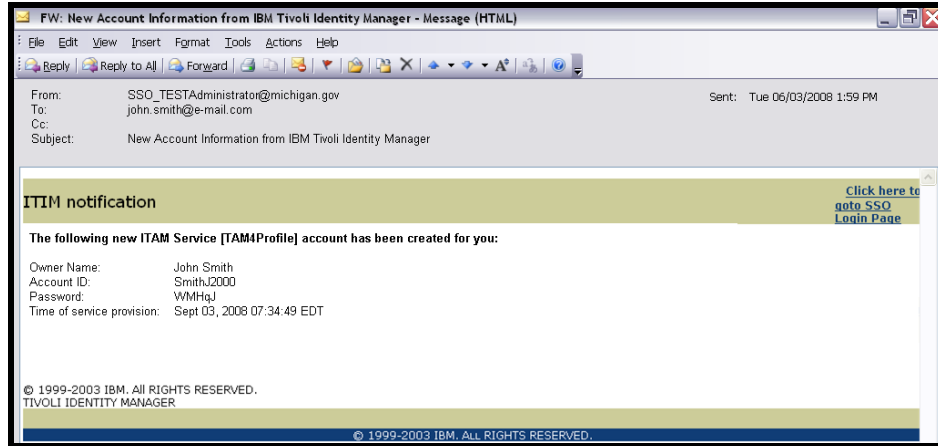 FW: New Account Information from IBM Tivoli Identity Manager - Message (HTML)
File Edit View Insert Format Tools Actions Help
Reply Reply to All Forward
From: SSO_TESTAdministrator@michigan.gov Sent: Tue 06/03/2008 1:59 PM
To: john.smith@e-mail.com
Cc:
Subject: New Account Information from IBM Tivoli Identity Manager
ITIM notification
Click here to
goto SSO
Login Page
The following new ITAM Service [TAM4Profile] account has been created for you:
Owner Name: John Smith
Account ID: SmithJ2000
Password: WMHqJ
Time of service provision: Sept 03, 2008 07:34:49 EDT
© 1999-2003 IBM. All RIGHTS RESERVED.
TIVOLI IDENTITY MANAGER
© 1999-2003 IBM. ALL RIGHTS RESERVED.